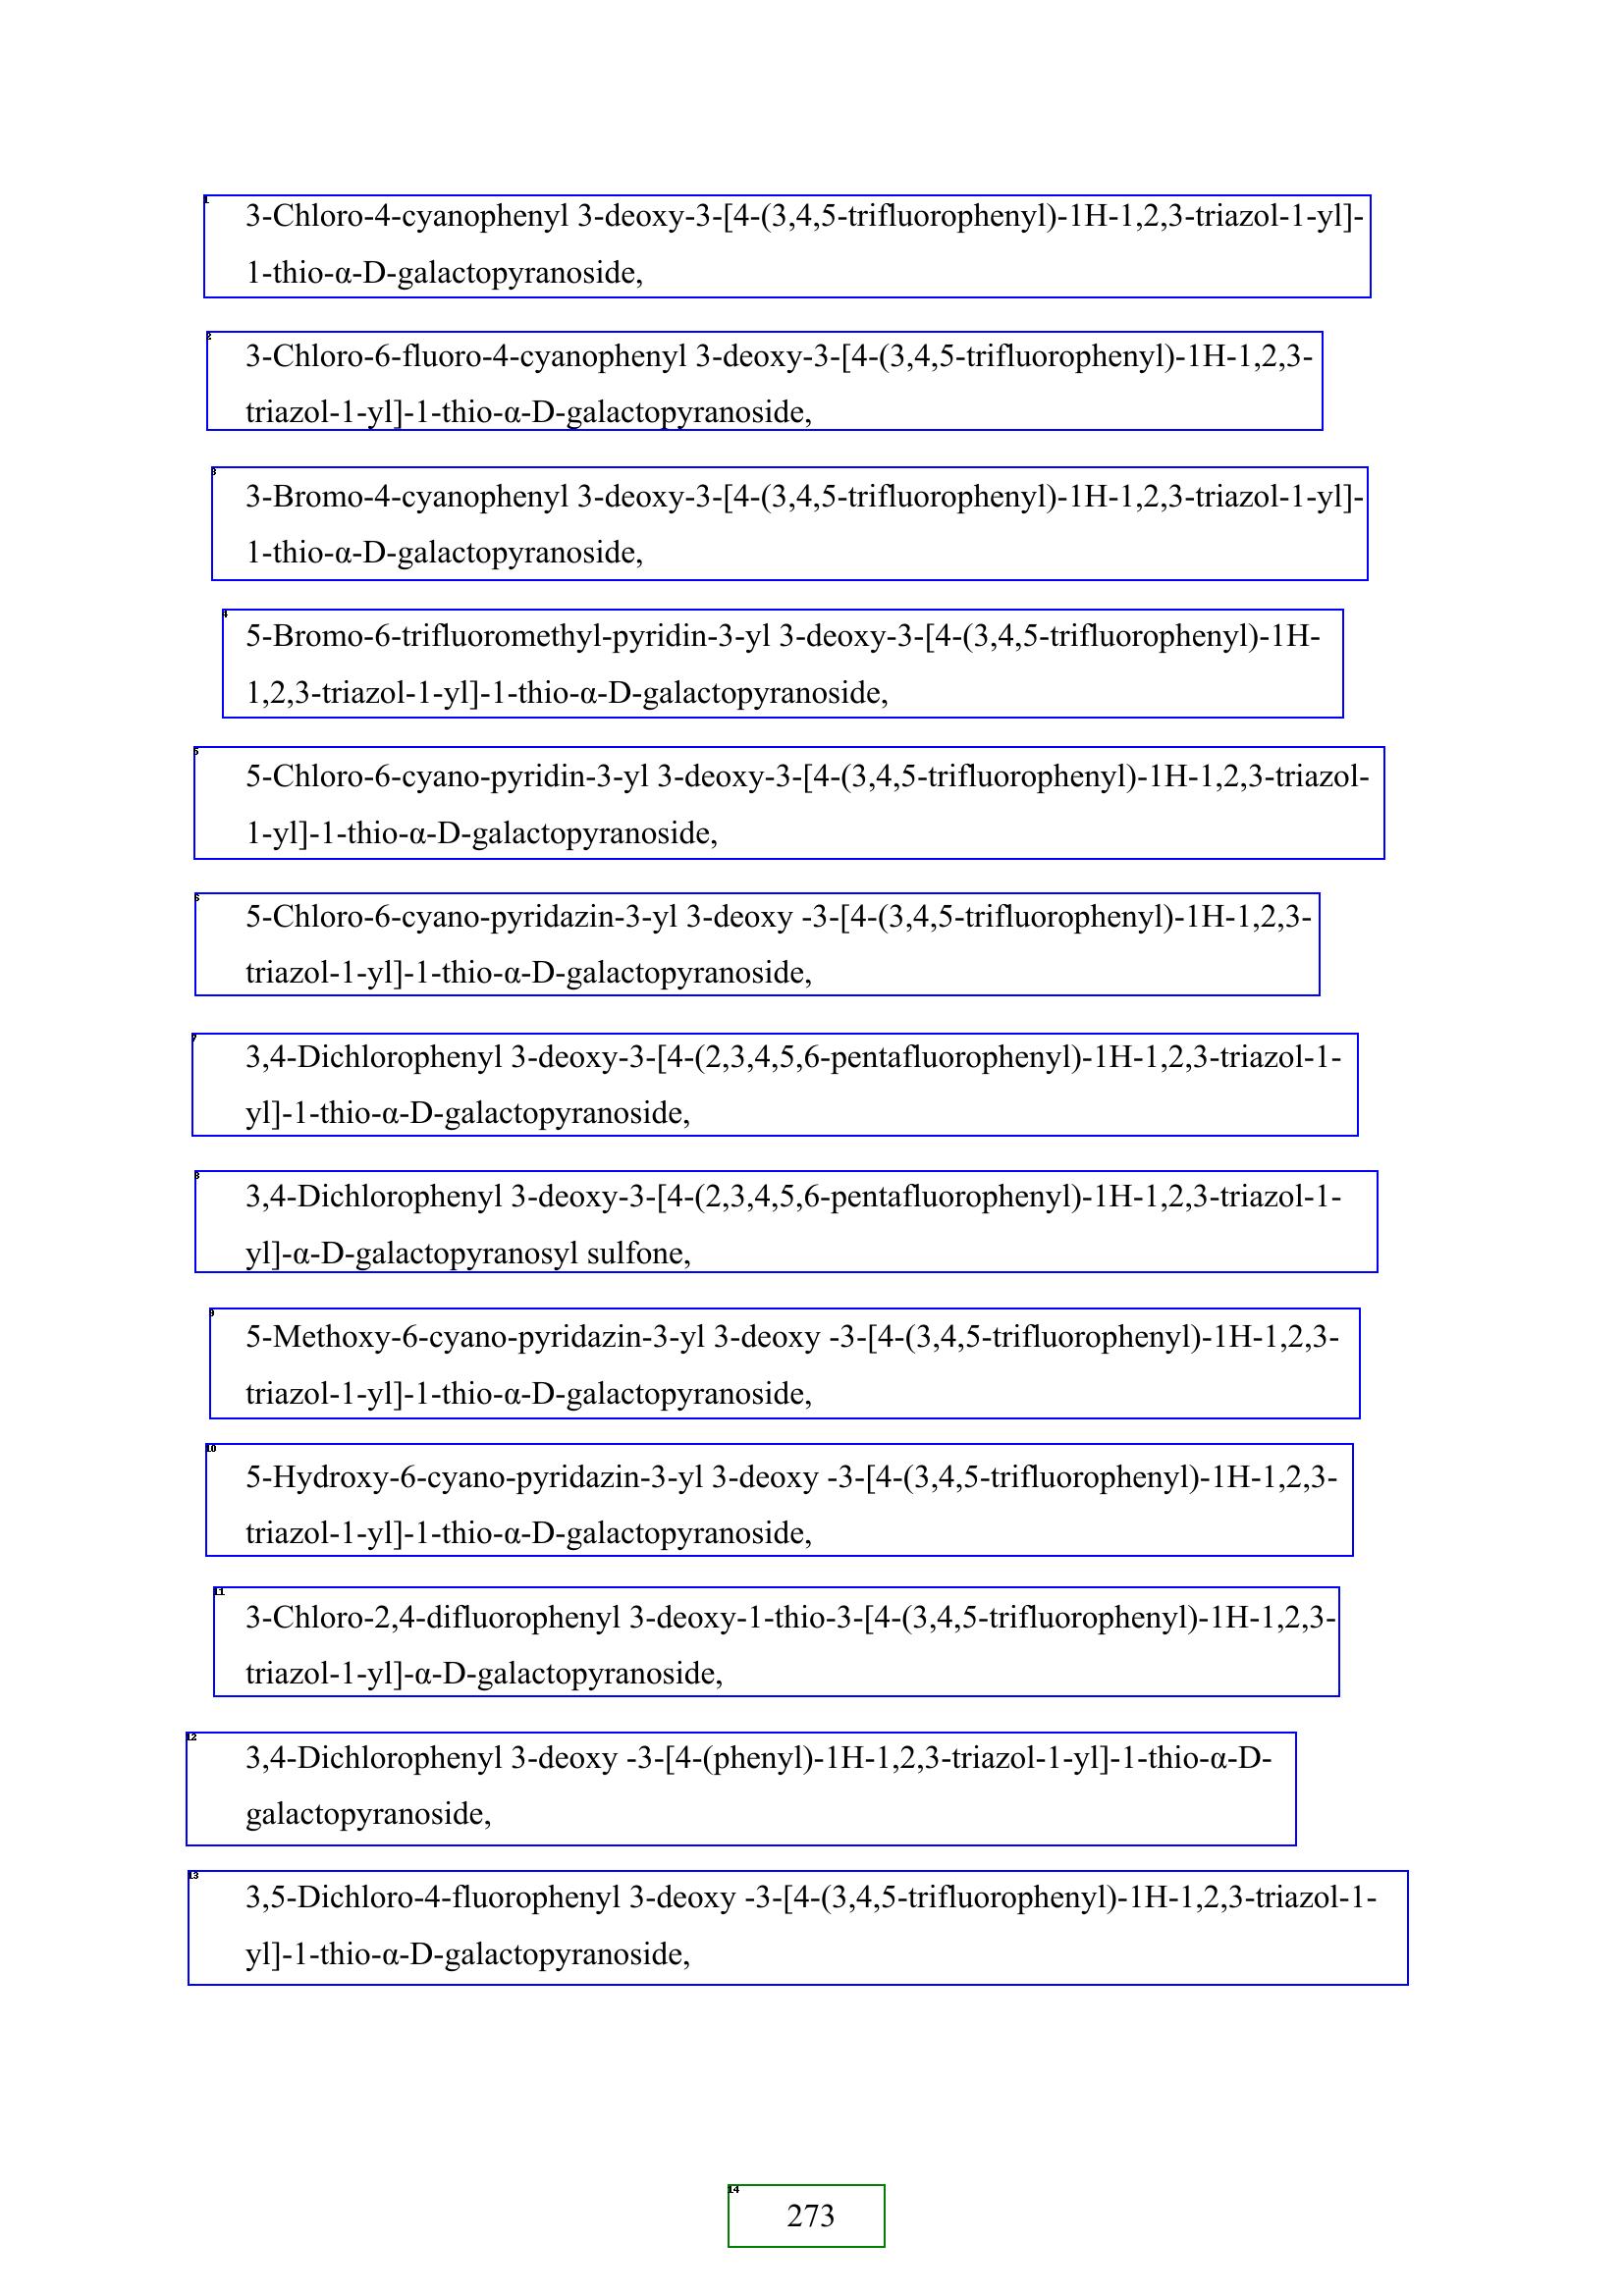 3-Chloro-4-cyanophenyl 3-deoxy-3-[4-(3,4,5-trifluorophenyl)-1H-1,2,3-triazol-1-yl]-
1-thio-α-D-galactopyranoside,
3-Chloro-6-fluoro-4-cyanophenyl 3-deoxy-3-[4-(3,4,5-trifluorophenyl)-1H-1,2,3-
triazol-1-yl]-1-thio-α-D-galactopyranoside,
3-Bromo-4-cyanophenyl 3-deoxy-3-[4-(3,4,5-trifluorophenyl)-1H-1,2,3-triazol-1-yl]-
1-thio-α-D-galactopyranoside,
5-Bromo-6-trifluoromethyl-pyridin-3-yl 3-deoxy-3-[4-(3,4,5-trifluorophenyl)-1H-
1,2,3-triazol-1-yl]-1-thio-α-D-galactopyranoside,
5-Chloro-6-cyano-pyridin-3-yl 3-deoxy-3-[4-(3,4,5-trifluorophenyl)-1H-1,2,3-triazol-
1-yl]-1-thio-α-D-galactopyranoside,
5-Chloro-6-cyano-pyridazin-3-yl 3-deoxy -3-[4-(3,4,5-trifluorophenyl)-1H-1,2,3-
triazol-1-yl]-1-thio-α-D-galactopyranoside,
3,4-Dichlorophenyl 3-deoxy-3-[4-(2,3,4,5,6-pentafluorophenyl)-1H-1,2,3-triazol-1-
yl]-1-thio-α-D-galactopyranoside,
3,4-Dichlorophenyl 3-deoxy-3-[4-(2,3,4,5,6-pentafluorophenyl)-1H-1,2,3-triazol-1-
yl]-α-D-galactopyranosyl sulfone,
5-Methoxy-6-cyano-pyridazin-3-yl 3-deoxy -3-[4-(3,4,5-trifluorophenyl)-1H-1,2,3-
triazol-1-yl]-1-thio-α-D-galactopyranoside,
5-Hydroxy-6-cyano-pyridazin-3-yl 3-deoxy -3-[4-(3,4,5-trifluorophenyl)-1H-1,2,3-
triazol-1-yl]-1-thio-α-D-galactopyranoside,
3-Chloro-2,4-difluorophenyl 3-deoxy-1-thio-3-[4-(3,4,5-trifluorophenyl)-1H-1,2,3-
triazol-1-yl]-α-D-galactopyranoside,
3,4-Dichlorophenyl 3-deoxy -3-[4-(phenyl)-1H-1,2,3-triazol-1-yl]-1-thio-α-D-
galactopyranoside,
3,5-Dichloro-4-fluorophenyl 3-deoxy -3-[4-(3,4,5-trifluorophenyl)-1H-1,2,3-triazol-1-
yl]-1-thio-α-D-galactopyranoside,
273